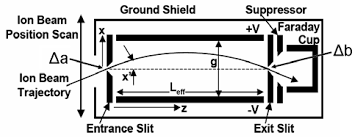 Ion Beam
Position Scan
Ground Shield
Suppressor
Faraday
Cup
x
+V
Δa
Δb
Ion Beam
Trajectory
x'
g
Leff
z
-V
Entrance Slit
Exit Slit